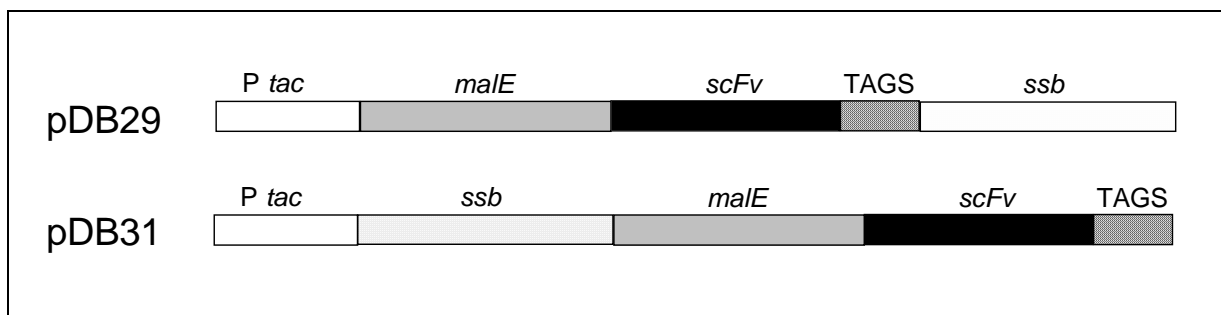 P tac malE scFv TAGS ssb
pDB29
P tac ssb malE scFv TAGS
pDB31